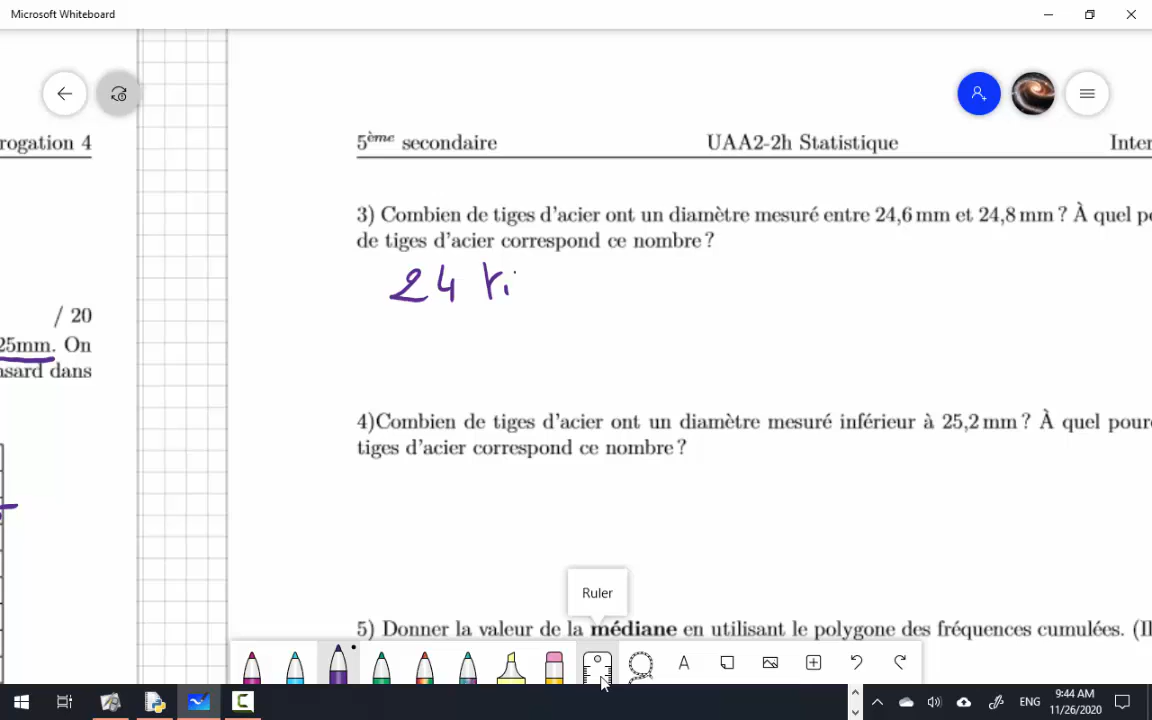 Microsoft Whiteboard
rogation 4
/ 20
25mm. On
sard dans
5ème secondaire UAA2-2h Statistique Inter
3) Combien de tiges d'acier ont un diamètre mesuré entre 24,6 mm et 24,8 mm ? À quel po
de tiges d'acier correspond ce nombre ?
24 ti
4)Combien de tiges d'acier ont un diamètre mesuré inférieur à 25,2 mm ? À quel pour
tiges d'acier correspond ce nombre ?
Ruler
5) Donner la valeur de la médiane en utilisant le polygone des fréquences cumulées. (Il
A
ENG
9:44 AM
11/26/2020